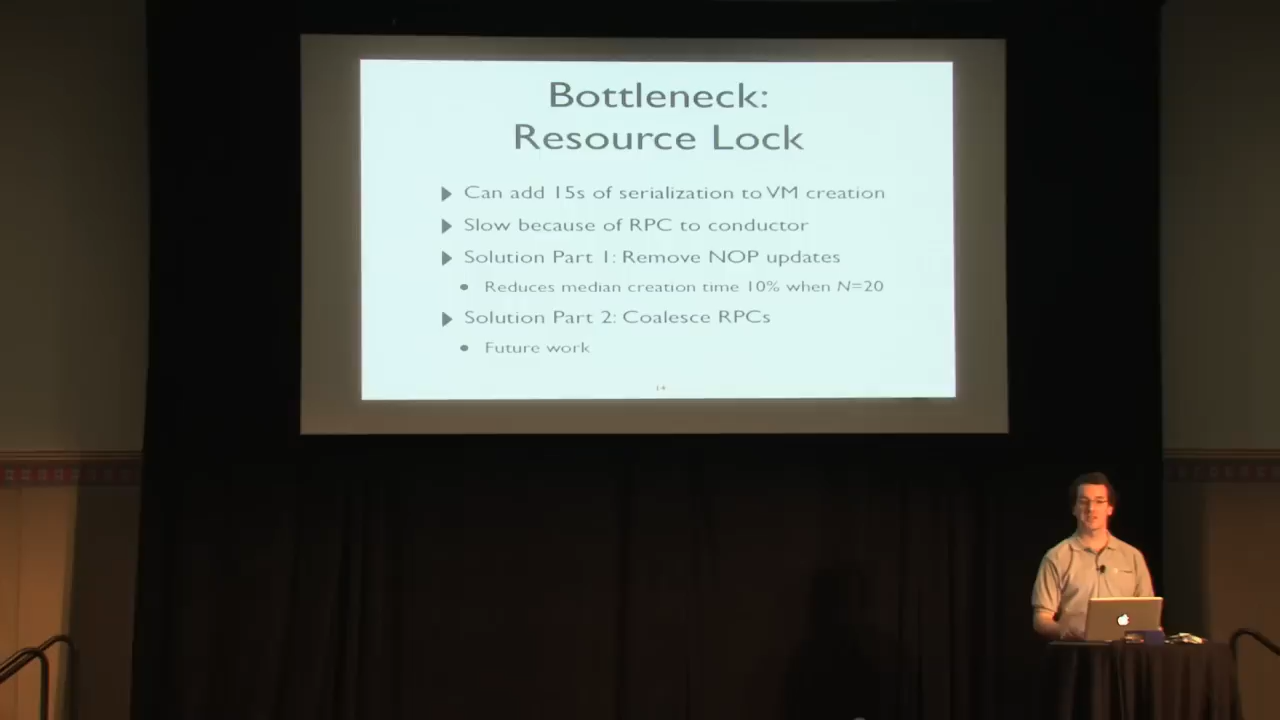 Bottleneck:
Resource Lock
Can add 15s of serialization to VM creation
Slow because of RPC to conductor
Solution Part 1: Remove NOP updates
Reduces median creation time 10% when N=20
Solution Part 2: Coalesce RPCs
Future work
14